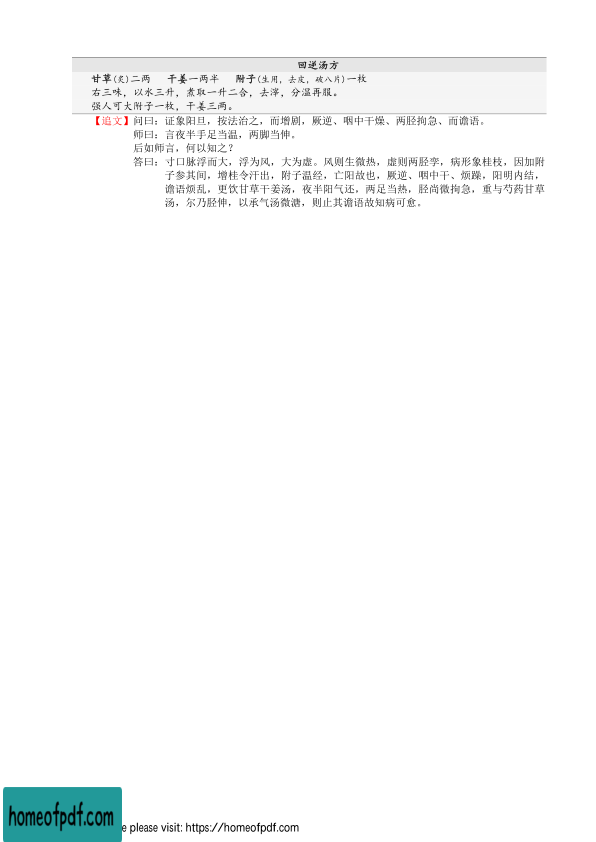 回逆汤方
甘草(炙)二两 干姜一两半 附子(生用，去皮，破八片)一枚
右三味，以水三升，煮取一升二合，去滓，分温再服。
强人可大附子一枚，干姜三两。
【追文】问曰：证象阳旦，按法治之，而增剧，厥逆、咽中干燥、两胫拘急、而谵语。
师曰：言夜半手足当温，两脚当伸。
后如师言，何以知之？
答曰：寸口脉浮而大，浮为风，大为虚。风则生微热，虚则两胫挛，病形象桂枝，因加附
子参其间，增桂令汗出，附子温经，亡阳故也，厥逆、咽中干、烦躁，阳明内结，
谵语烦乱，更饮甘草干姜汤，夜半阳气还，两足当热，胫尚微拘急，重与芍药甘草
汤，尔乃胫伸，以承气汤微溏，则止其谵语故知病可愈。
homeofpdf.com
e please visit: https://homeofpdf.com